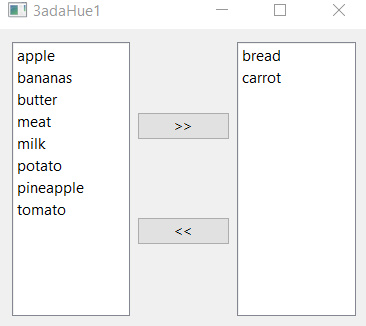 3adaHue1
apple
bananas
butter
meat
milk
potato
pineapple
tomato
>>
<<
bread
carrot